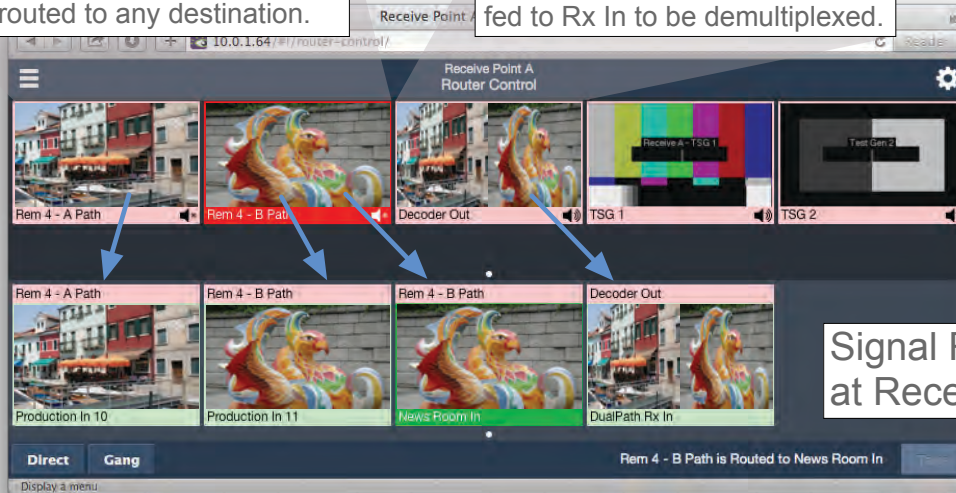 routed to any destination.
fed to Rx In to be demultiplexed.
Receive Point A
10.0.1.64/#!/router-control/
Reader
Receive Point A
Router Control
Receive A - TSG 1
Test Gen 2
Rem 4 - A Path
Rem 4 - B Path
Decoder Out
TSG 1
TSG 2
Rem 4 - A Path
Rem 4 - B Path
Rem 4 - B Path
Decoder Out
Production In 10
Production In 11
News Room In
DualPath Rx In
Signal
at Rece
Direct
Gang
Rem 4 - B Path is Routed to News Room In
Display a menu